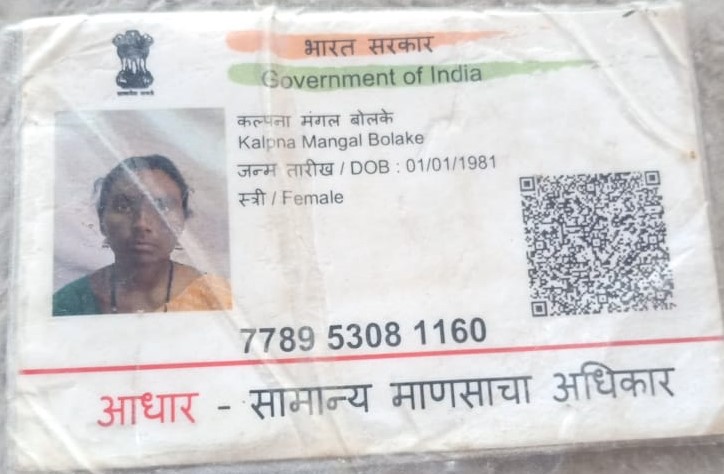 भारत सरकार
Government of India
कल्पना मंगल बोलके
Kalpna Mangal Bolake
जन्म तारीख / DOB : 01/01/1981
स्त्री / Female
7789 5308 1160
आधार - सामान्य माणसाचा अधिकार